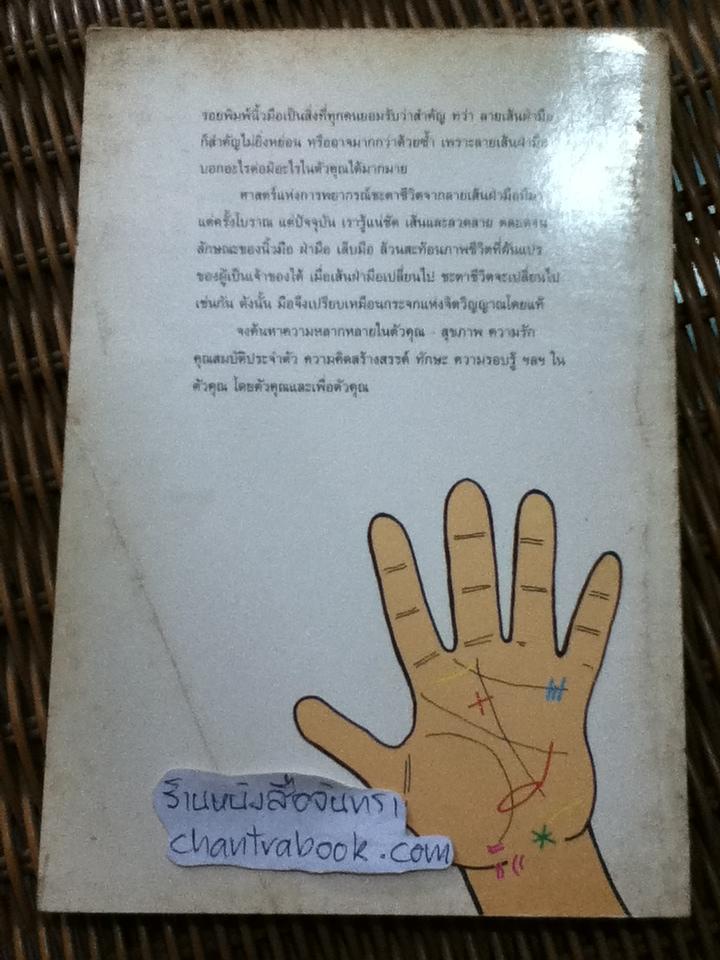 รอยพิมพ์นิ้วมือเป็นสิ่งที่ทุกคนยอมรับว่าสำคัญ ทว่า ลายเส้นฝ่ามือ
ก็สำคัญไม่ยิ่งหย่อน หรืออาจมากกว่าด้วยซ้ำ เพราะลายเส้นฝ่ามือ
บอกอะไรต่อมิอะไรในตัวคุณได้มากมาย
ศาสตร์แห่งการพยากรณ์ชะตาชีวิตจากลายเส้นฝ่ามือมีมา
แต่ครั้งโบราณ แต่ปัจจุบัน เรารู้แน่ชัด เส้นและลวดลาย ตลอดจน
ลักษณะของนิ้วมือ ฝ่ามือ เล็บมือ ล้วนสะท้อนภาพชีวิตที่ผันแปร
ของผู้เป็นเจ้าของได้ เมื่อเส้นฝ่ามือเปลี่ยนไป ชะตาชีวิตจะเปลี่ยนไป
เช่นกัน ดังนั้น มือจึงเปรียบเหมือนกระจกแห่งจิตวิญญาณโดยแท้
จงค้นหาความหลากหลายในตัวคุณ - สุขภาพ ความรัก
คุณสมบัติประจำตัว ความคิดสร้างสรรค์ ทักษะ ความรอบรู้ ฯลฯ ใน
ตัวคุณ โดยตัวคุณและเพื่อตัวคุณ
ร้านหนังสือจันทรา
chantrabook.com